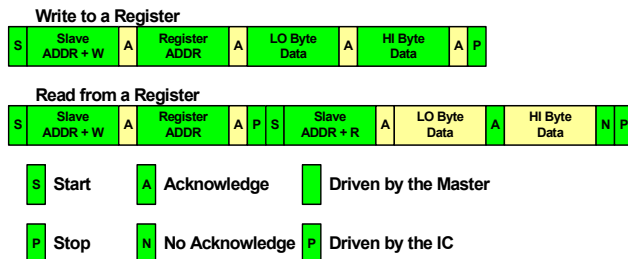 Write to a Register
S Slave ADDR + W A Register ADDR A LO Byte Data A HI Byte Data A P
Read from a Register
S Slave ADDR + W A Register ADDR A P S Slave ADDR + R A LO Byte Data A HI Byte Data N P
S Start A Acknowledge Driven by the Master
P Stop N No Acknowledge P Driven by the IC